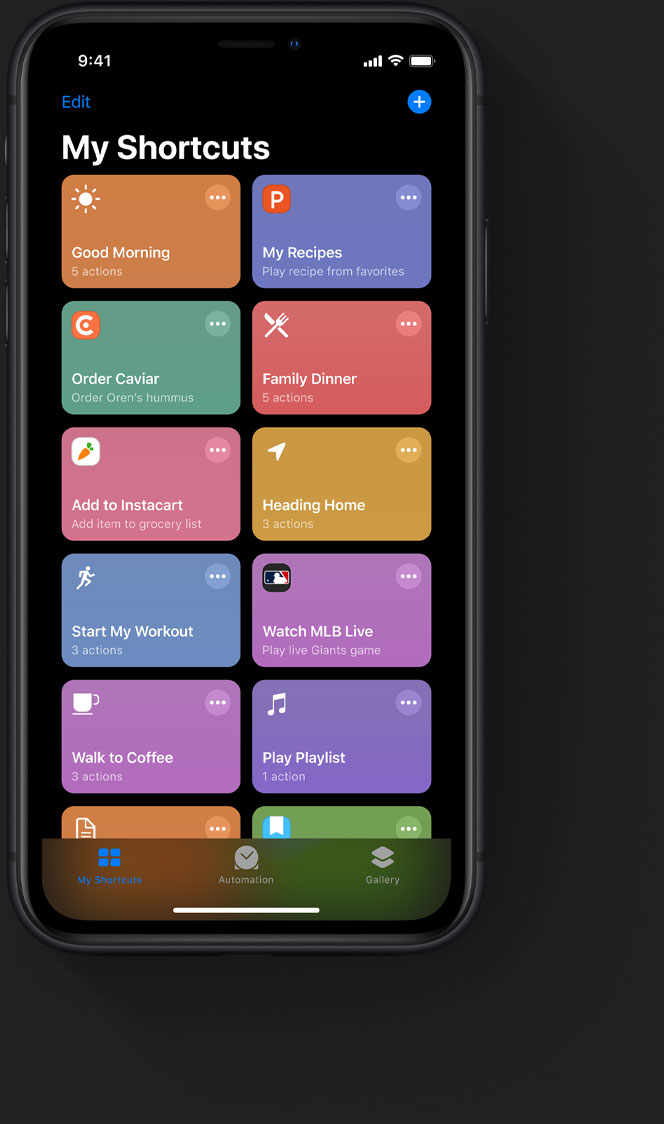 9:41
Edit
My Shortcuts
Good Morning
5 actions
P
My Recipes
Play recipe from favorites
Order Caviar
Order Oren's hummus
Family Dinner
5 actions
Add to Instacart
Add item to grocery list
Heading Home
3 actions
Start My Workout
3 actions
Watch MLB Live
Play live Giants game
Walk to Coffee
3 actions
Play Playlist
1 action
My Shortcuts
Automation
Gallery